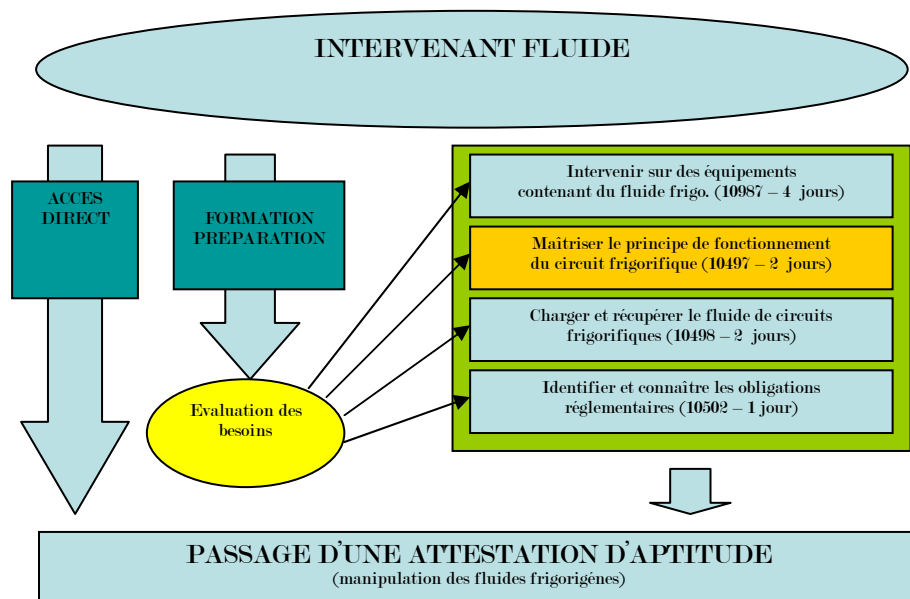 INTERVENANT FLUIDE
ACCES
DIRECT
FORMATION
PREPARATION
Evaluation des
besoins
Intervenir sur des équipements
contenant du fluide frigo. (10987 – 4 jours)
Maîtriser le principe de fonctionnement
du circuit frigorifique (10497 – 2 jours)
Charger et récupérer le fluide de circuits
frigorifiques (10498 – 2 jours)
Identifier et connaître les obligations
réglementaires (10502 – 1 jour)
PASSAGE D'UNE ATTESTATION D'APTITUDE
(manipulation des fluides frigorigénes)